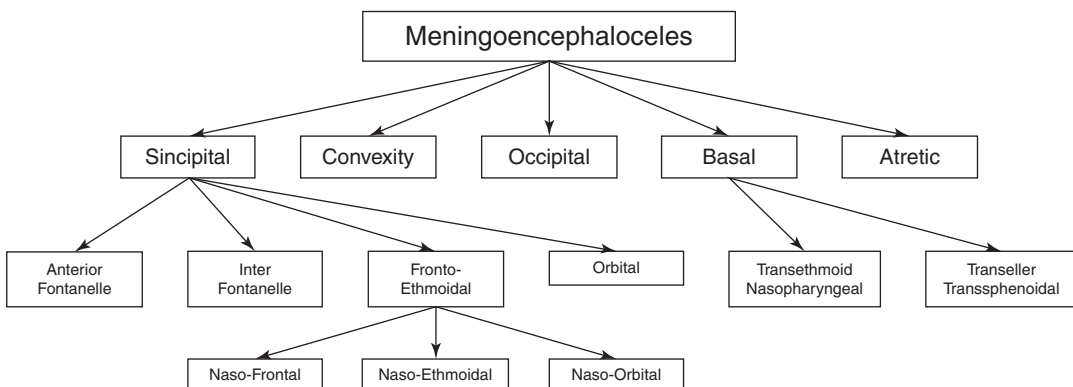 Meningoencephaloceles
Sincipital
Convexity
Occipital
Basal
Atretic
Anterior
Fontanelle
Inter
Fontanelle
Fronto-
Ethmoidal
Orbital
Transethmoid
Nasopharyngeal
Transeller
Transsphenoidal
Naso-Frontal
Naso-Ethmoidal
Naso-Orbital